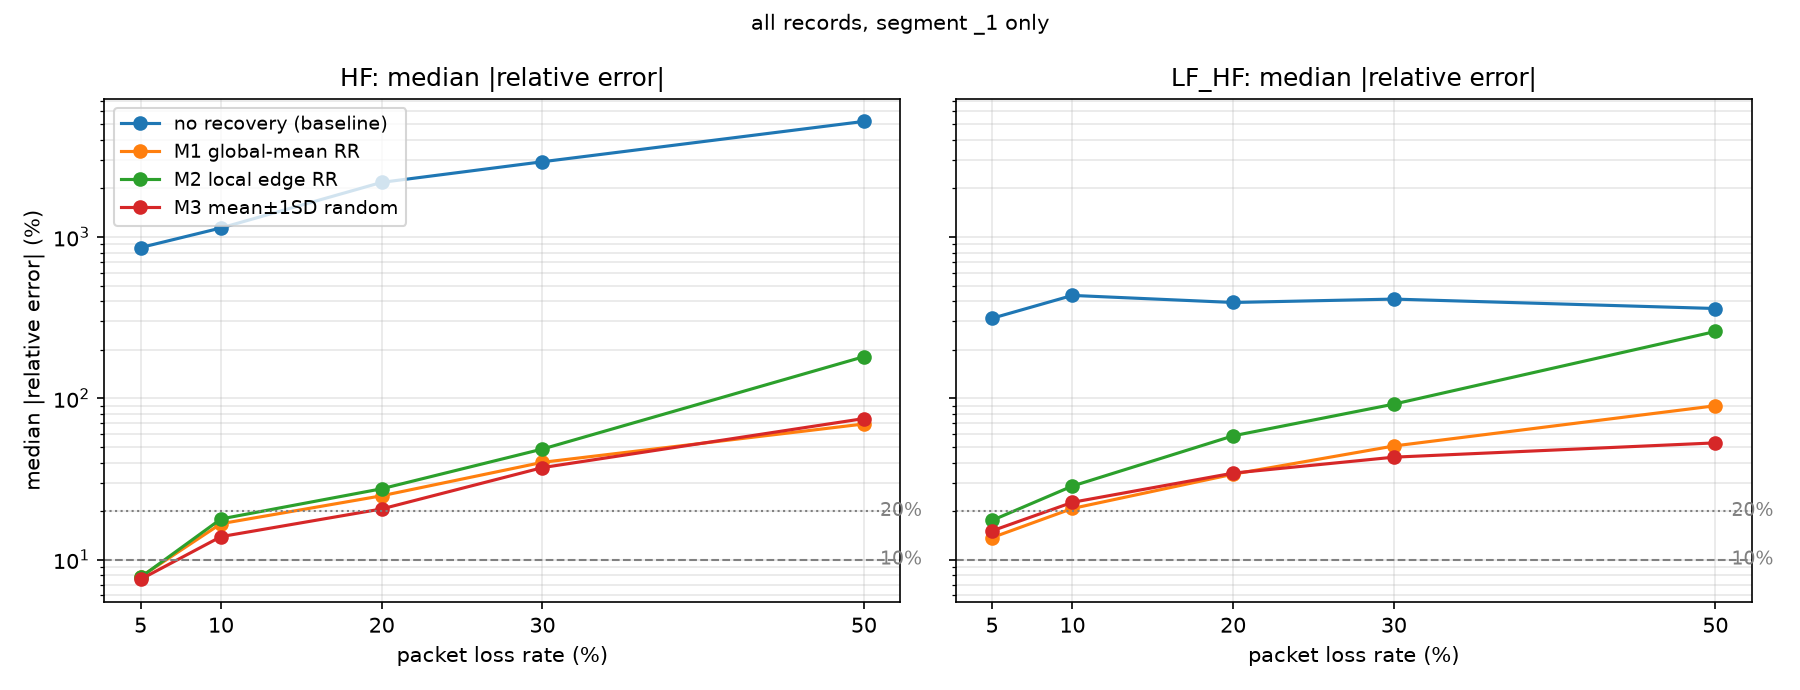 all records, segment _1 only
HF: median |relative error|
LF_HF: median |relative error|
no recovery (baseline)
M1 global-mean RR
M2 local edge RR
M3 mean±1SD random
median |relative error| (%)
10³
10²
10¹
20%
10%
20%
10%
5 10 20 30 50
5 10 20 30 50
packet loss rate (%)
packet loss rate (%)